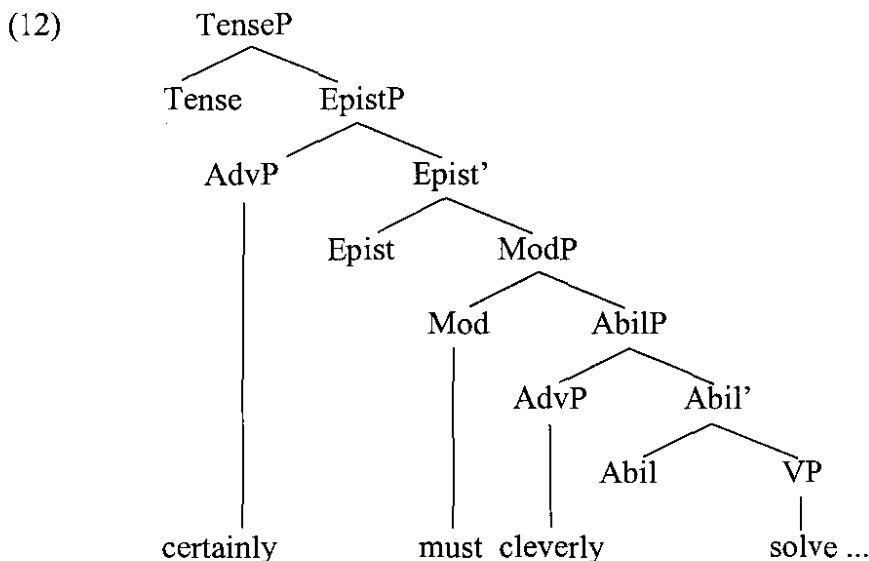 (12) TenseP
Tense EpistP
AdvP Epist’
Epist ModP
Mod AbilP
AdvP Abil’
Abil VP
certainly must cleverly solve ...